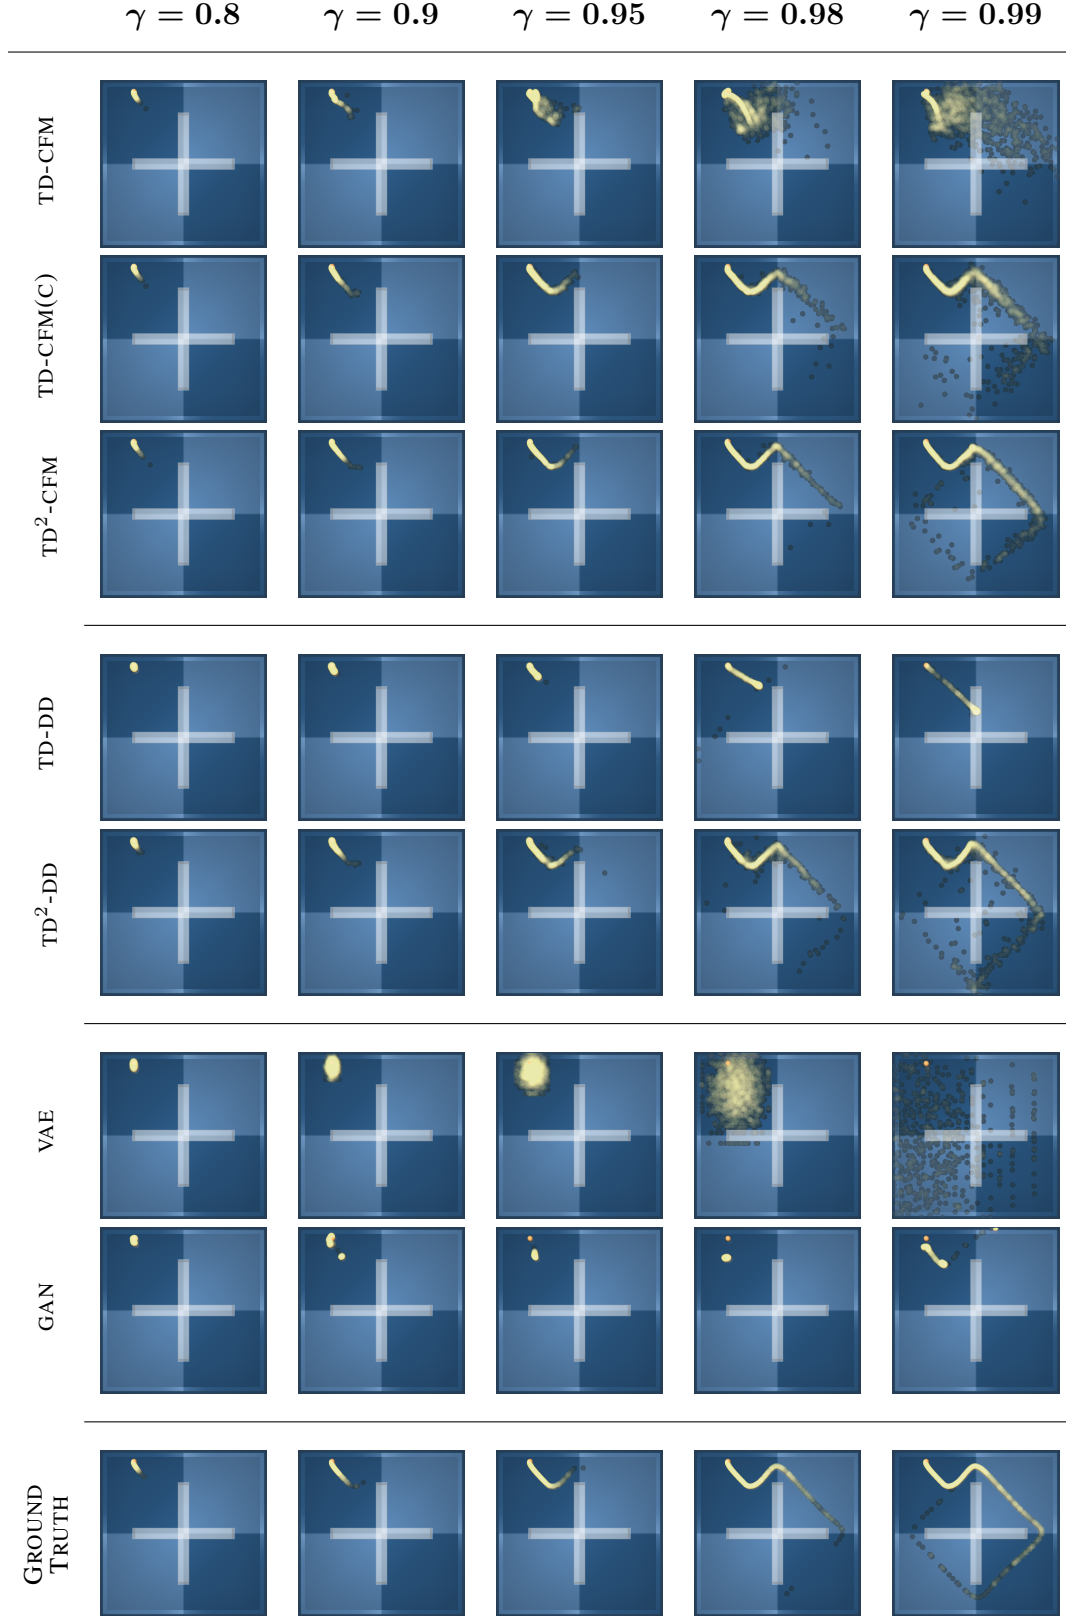 γ = 0.8 γ = 0.9 γ = 0.95 γ = 0.98 γ = 0.99
TD-CFM
TD-CFM(C)
TD²-CFM
TD-DD
TD²-DD
VAE
GAN
GROUND
TRUTH